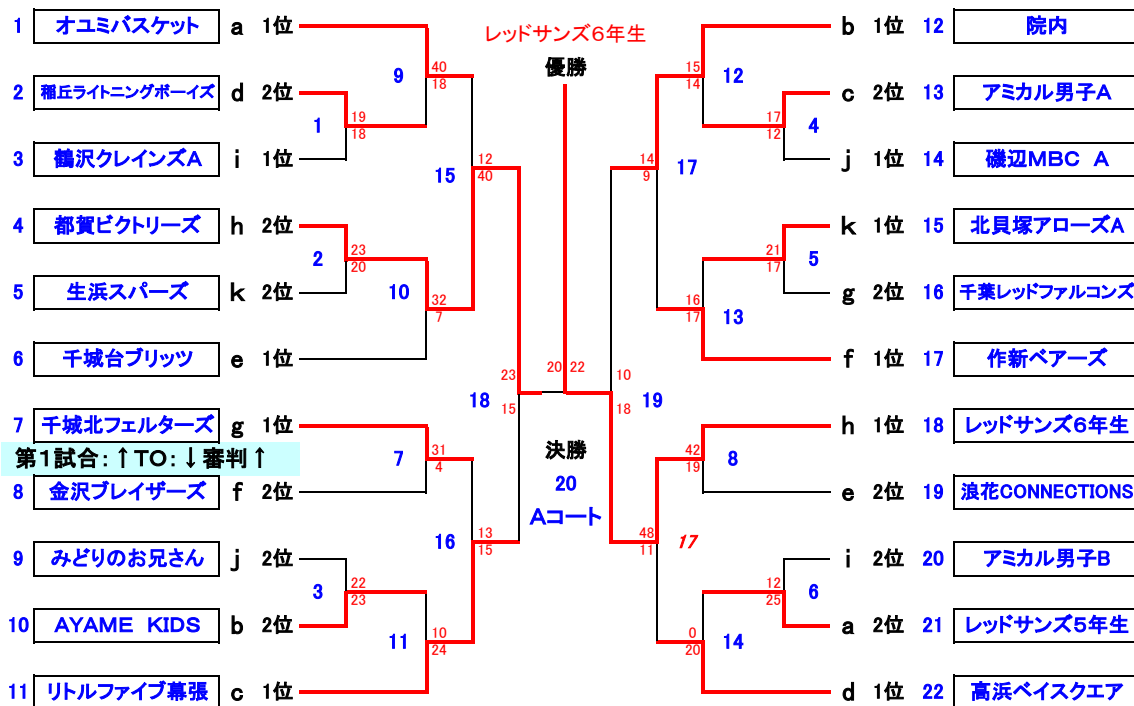 レッドサンズ６年生
優勝
1 オユミバスケット a 1位
9
40
18
2 稲丘ライトニングボーイズ d 2位
1
19
18
3 鶴沢クレインズA i 1位
15
12
40
4 都賀ビクトリーズ h 2位
2
23
20
5 生浜スパーズ k 2位
10
32
7
6 千城台ブリッツ e 1位
18
23
15
7 千城北フェルターズ g 1位
第１試合：↑TO：↓審判↑
7
31
4
8 金沢ブレイザーズ f 2位
16
13
15
9 みどりのお兄さん j 2位
3
22
23
10 AYAME KIDS b 2位
11
10
24
11 リトルファイブ幕張 c 1位
20 22
決勝
20
Aコート
b 1位 12 院内
15
14
12
c 2位 13 アミカル男子A
17
12
4
j 1位 14 磯辺MBC A
14
9
17
k 1位 15 北貝塚アローズA
21
17
5
g 2位 16 千葉レッドファルコンズ
16
17
13
f 1位 17 作新ベアーズ
10
18
19
h 1位 18 レッドサンズ６年生
42
19
8
e 2位 19 浪花CONNECTIONS
48
11
17
i 2位 20 アミカル男子B
12
25
6
a 2位 21 レッドサンズ５年生
0
20
14
d 1位 22 高浜ベイスクエア